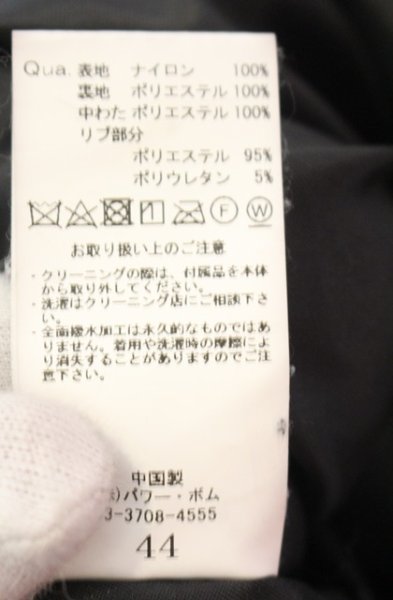 Qua. 表地 ナイロン 100%
裏地 ポリエステル 100%
中わた ポリエステル 100%
リブ部分
ポリエステル 95%
ポリウレタン 5%
F W
お取り扱い上のご注意
・クリーニングの際は、付属品を本体
から取り外してください。
・洗濯はクリーニング店にご相談下さ
い。
・全面撥水加工は永久的なものではあ
りません。着用や洗濯時の摩擦によ
り消失することがありますのでご注
意下さい。
中国製
)パワー・ボム
3-3708-4555
44